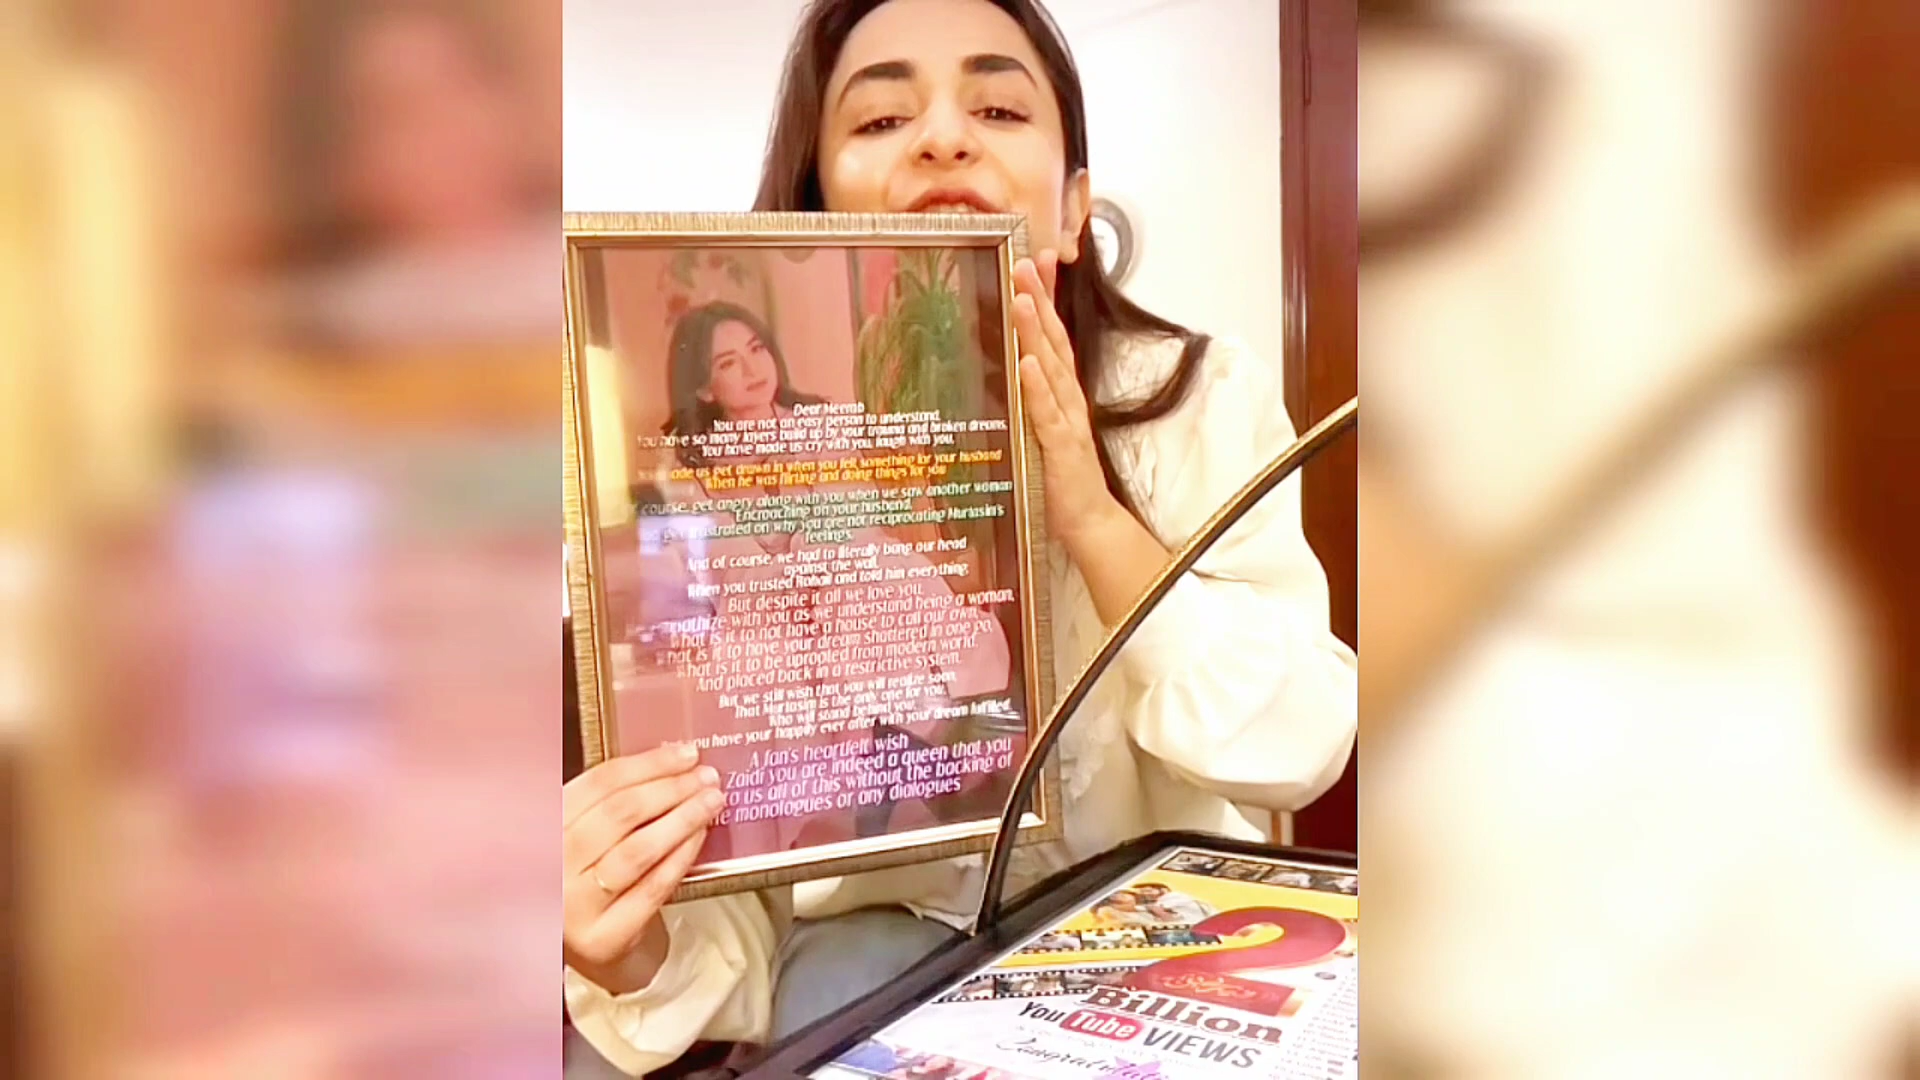 Dear Meerab
You are not an easy person to understand,
You have so many layers build up by your trauma and broken dreams,
You have made us cry with you, laugh with you,
made us get drawn in when you felt something for your husband
When he was flirting and doing things for you
course, get angry along with you when we saw another woman
Encroaching on your husband,
frustrated on why you are not reciprocating Murtasim's
feelings,
And of course, we had to literally bang our head
against the wall,
When you trusted Rohail and told him everything,
But despite it all we love you,
empathize with you as we understand being a woman,
What is it to not have a house to call our own,
What is it to have your dream shattered in one go,
What is it to be uprooted from modern world,
And placed back in a restrictive system,
But we still wish that you will realize soon,
That Murtasim is the only one for you,
Who will stand behind you,
you have your happily ever after with your dream fulfilled,
A fan's heartfelt wish
Zaidi you are indeed a queen that you
to us all of this without the backing of
monologues or any dialogues
2
Billion
YouTube VIEWS